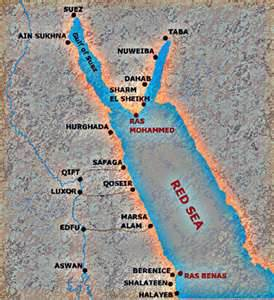 SUEZ
TABA
AIN SUKHNA
Gulf of Suez
NUWEIBA
DAHAB
SHARM
EL SHEIKH
RAS
MOHAMMED
HURGHADA
SAFAGA
QIFT
QOSEIR
LUXOR
RED SEA
MARSA
ALAM
EDFU
ASWAN
BERENICE
RAS BENAS
SHALATEEN
HALAYEB